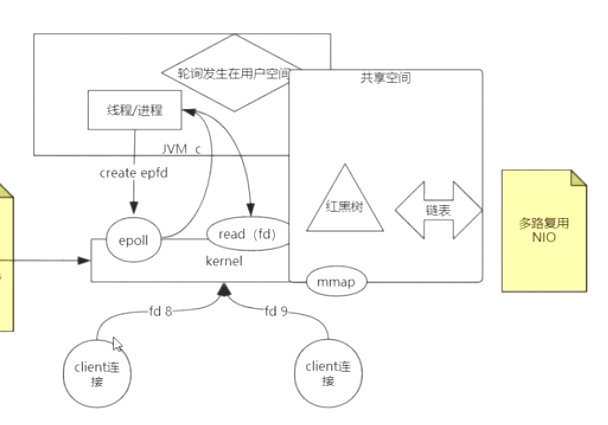 轮询发生在用户空间
共享空间
线程/进程
JVM c
create epfd
红黑树
链表
多路复用
NIO
epoll
read（fd）
kernel
mmap
fd 8
fd 9
client连
接
client连
接